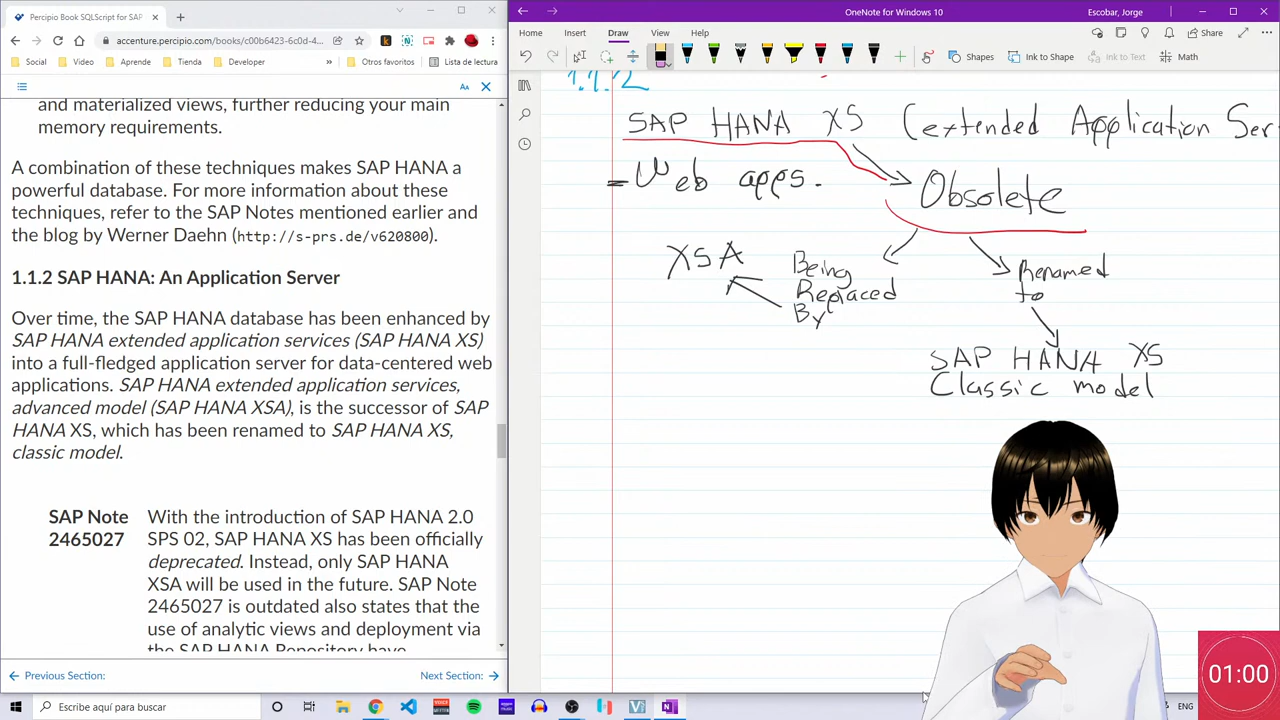 Percipio Book SQLScript for SAP
accenture.percipio.com/books/c00b6423-6c0d-4...
Social
Video
Aprende
Tienda
Developer
»
Otros favoritos
Lista de lectura
AA
and materialized views, further reducing your main
memory requirements.
A combination of these techniques makes SAP HANA a
powerful database. For more information about these
techniques, refer to the SAP Notes mentioned earlier and
the blog by Werner Daehn (http://s-prs.de/v620800).
1.1.2 SAP HANA: An Application Server
Over time, the SAP HANA database has been enhanced by
SAP HANA extended application services (SAP HANA XS)
into a full-fledged application server for data-centered web
applications. SAP HANA extended application services,
advanced model (SAP HANA XSA), is the successor of SAP
HANA XS, which has been renamed to SAP HANA XS,
classic model.
SAP Note With the introduction of SAP HANA 2.0
2465027 SPS 02, SAP HANA XS has been officially
deprecated. Instead, only SAP HANA
XSA will be used in the future. SAP Note
2465027 is outdated also states that the
use of analytic views and deployment via
the SAP HANA Repository have
Previous Section:
Next Section:
OneNote for Windows 10
Escobar, Jorge
Home
Insert
Draw
View
Share
Shapes
Ink to Shape
Ink to Text
Math
1.1.2
SAP HANA XS (extended Application Ser
= Web apps.
Obsolete
XSA
Being
Replaced
By
Renamed
to
SAP HANA XS
Classic model
01:00
Escribe aquí para buscar
ENG